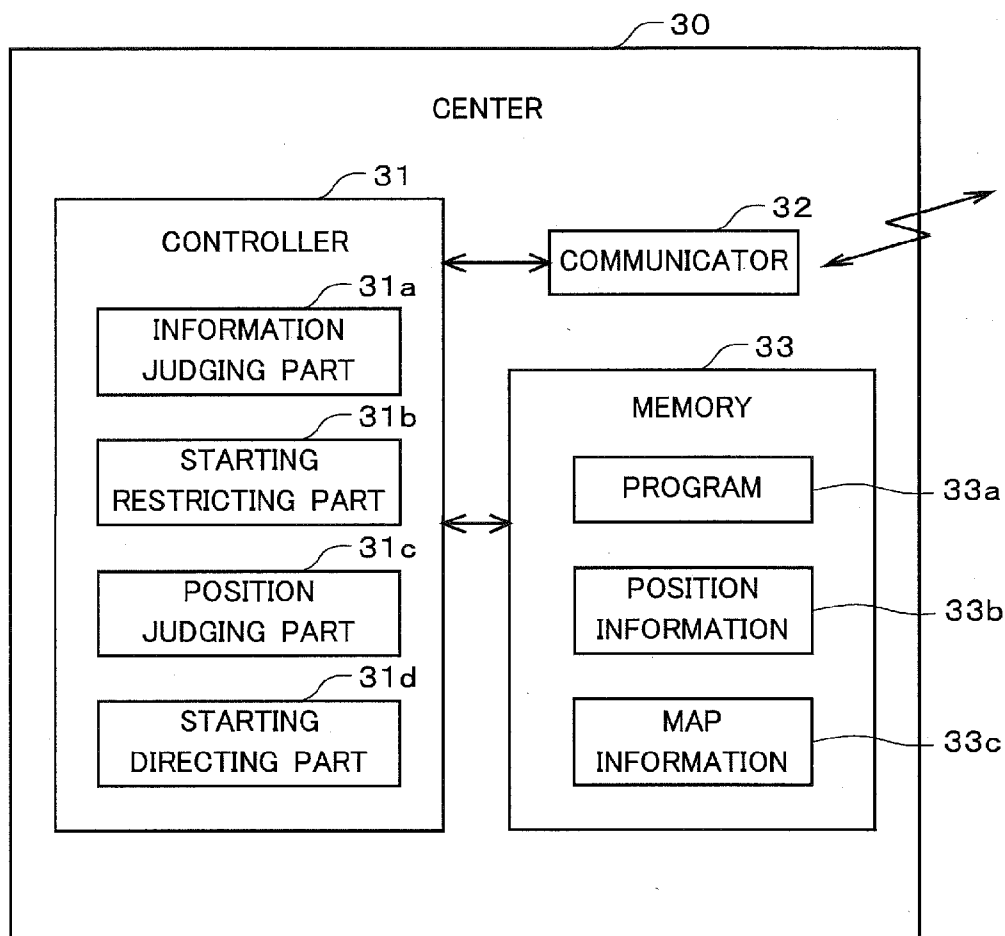 30
CENTER
31
CONTROLLER
31a
INFORMATION
JUDGING PART
31b
STARTING
RESTRICTING PART
31c
POSITION
JUDGING PART
31d
STARTING
DIRECTING PART
32
COMMUNICATOR
33
MEMORY
PROGRAM
33a
POSITION
INFORMATION
33b
MAP
INFORMATION
33c